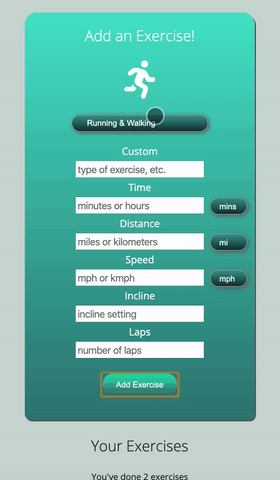 Add an Exercise!
Running & Walking
Custom
type of exercise, etc.
Time
minutes or hours
mins
Distance
miles or kilometers
mi
Speed
mph or kmph
mph
Incline
incline setting
Laps
number of laps
Add Exercise
Your Exercises
You've done 2 exercises